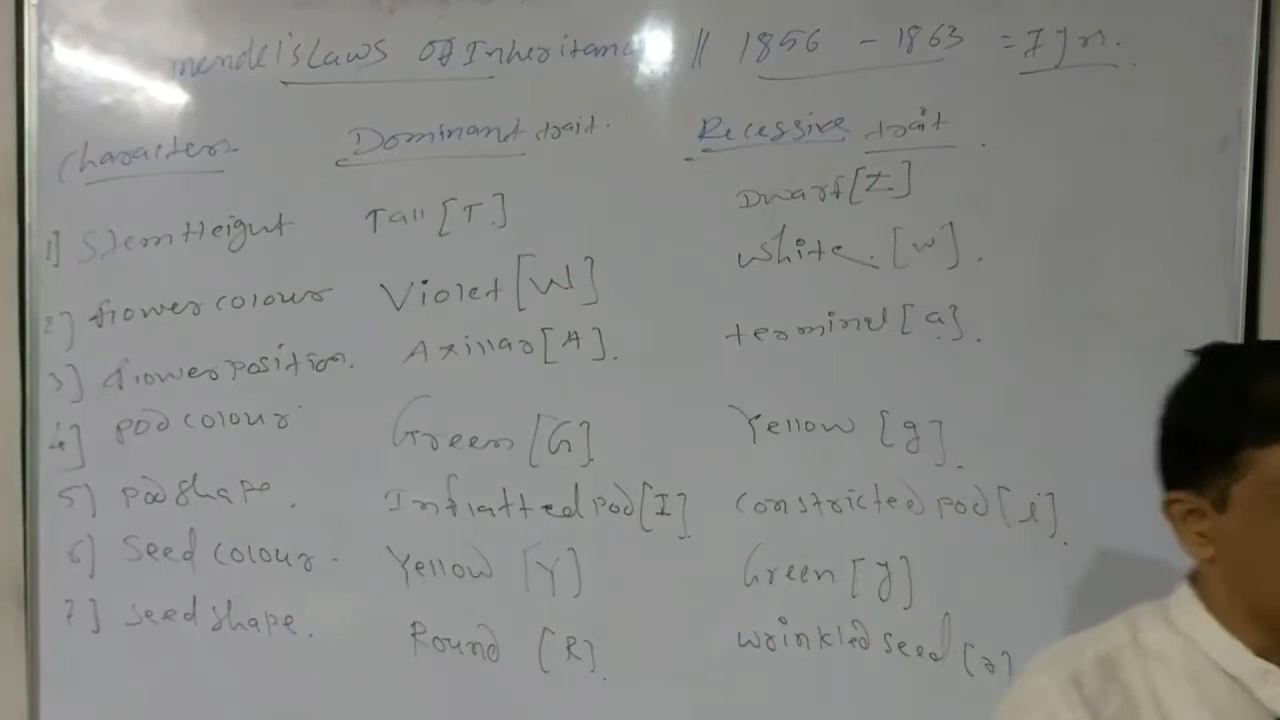 Mendel's Laws Of Inheritance // 1856 - 1863 = 7 yrs.
Characters Dominant trait. Recessive trait.
1] Stem Height Tall [T] Dwarf [t]
2] flower colour Violet [W] White. [w].
3] flower position. Axillar [A]. terminal [a].
4] pod colour Green [G]. Yellow [g].
5] pod shape. Inflatted pod [I]. constricted pod [i].
6] Seed colour. Yellow [Y] Green [y]
7] seed shape. Round [R]. wrinkled seed [r]